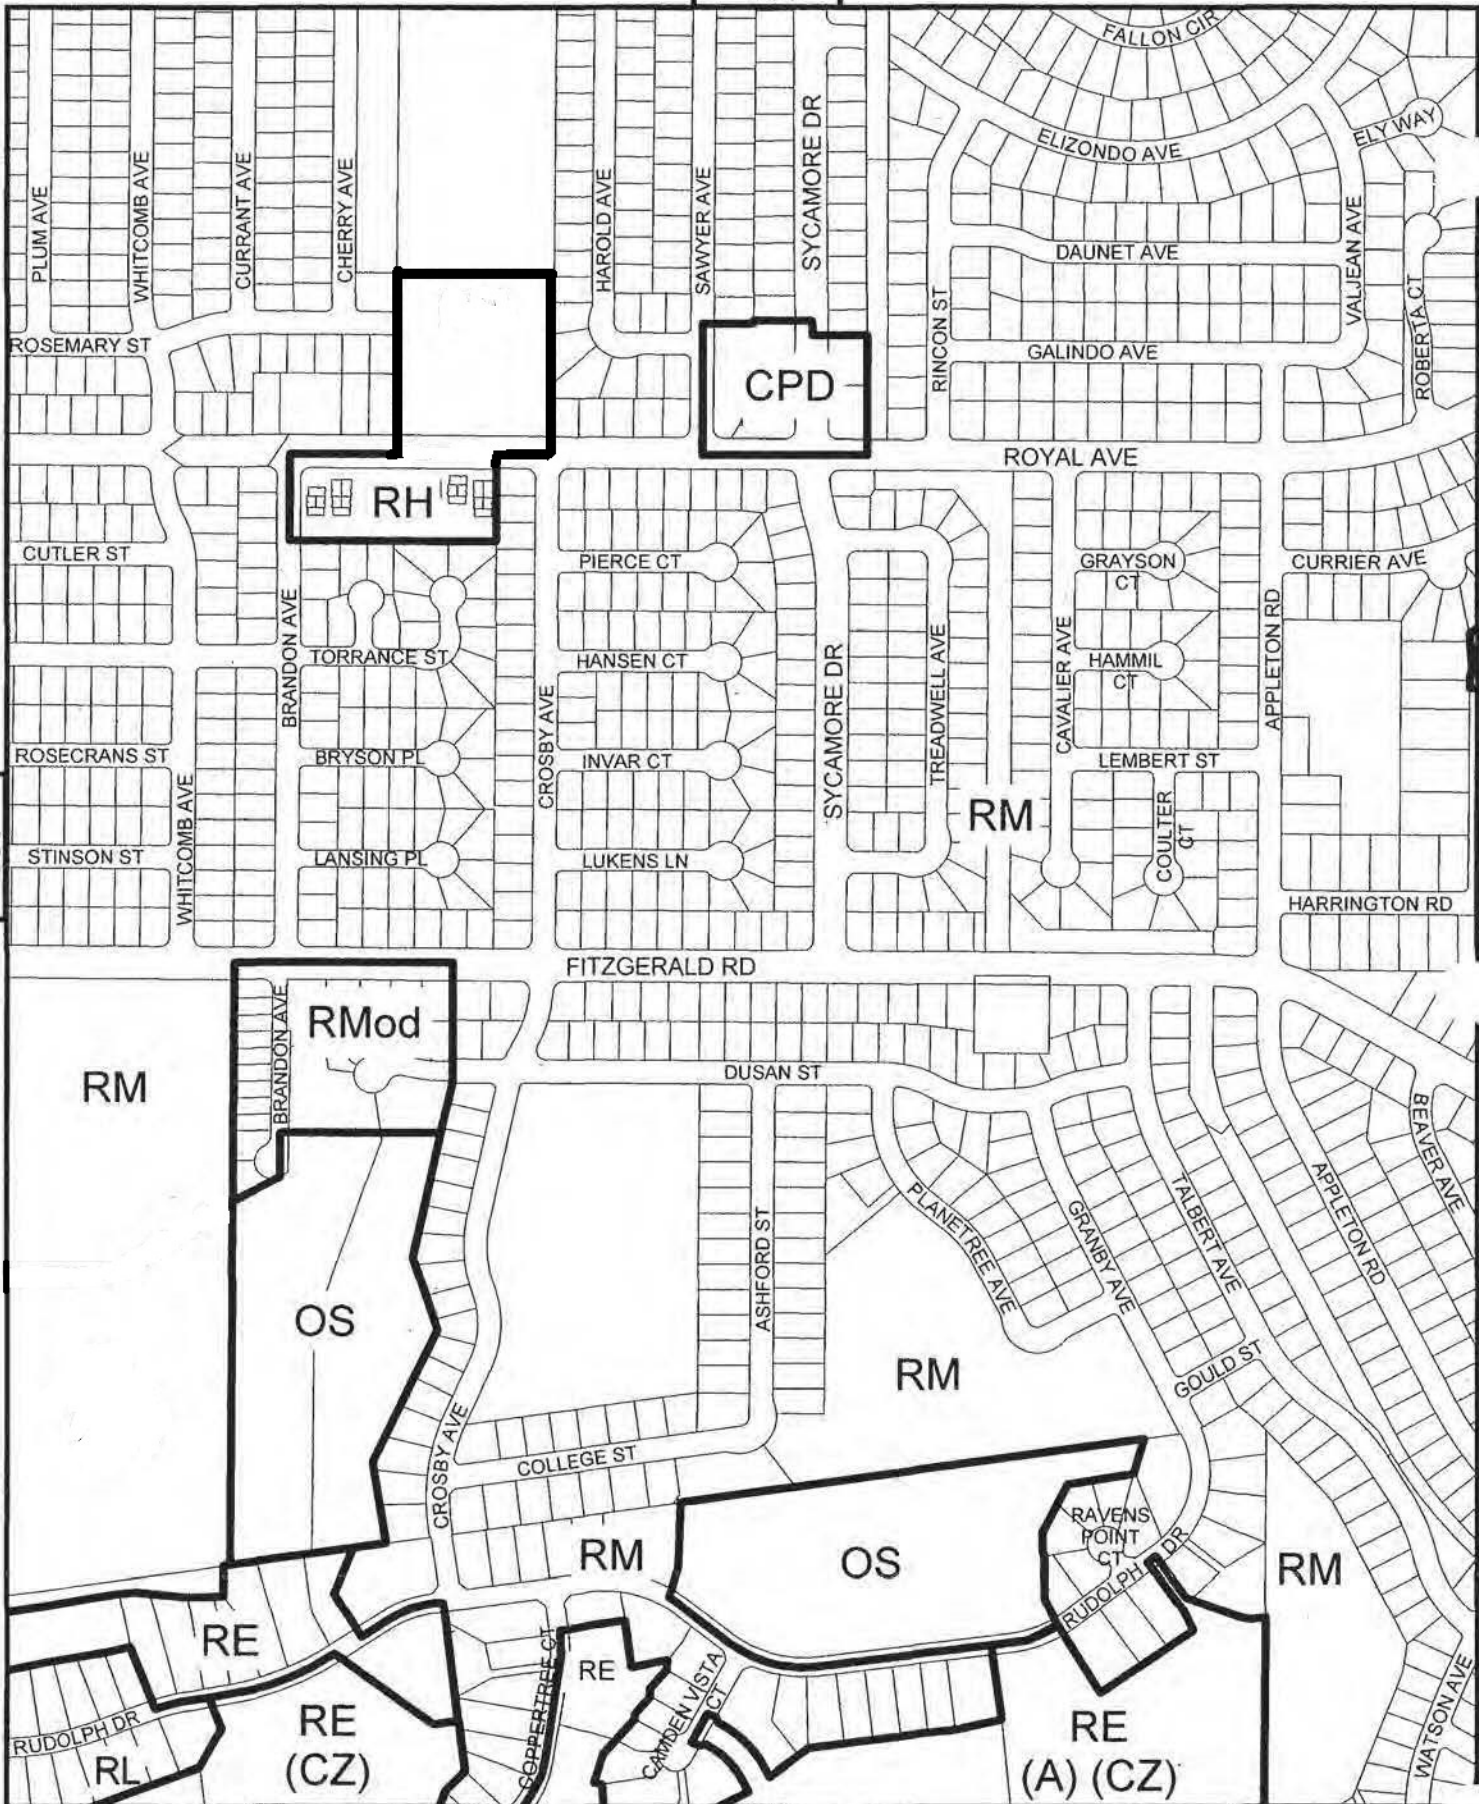 FALLON CIR
ELY WAY
ELIZONDO AVE
SYCAMORE DR
PLUM AVE
WHITCOMB AVE
CURRANT AVE
CHERRY AVE
HAROLD AVE
SAWYER AVE
DAUNET AVE
VALJEAN AVE
ROBERTA CT
RINCON ST
ROSEMARY ST
GALINDO AVE
CPD
ROYAL AVE
RH
CUTLER ST
PIERCE CT
GRAYSON
CT
CURRIER AVE
BRANDON AVE
TORRANCE ST
HANSEN CT
SYCAMORE DR
TREADWELL AVE
CAVALIER AVE
HAMMIL
CT
APPLETON RD
CROSBY AVE
ROSECRANS ST
BRYSON PL
INVAR CT
LEMBERT ST
WHITCOMB AVE
RM
COULTER
CT
STINSON ST
LANSING PL
LUKENS LN
HARRINGTON RD
FITZGERALD RD
BRANDON AVE
RMod
RM
DUSAN ST
BEAVER AVE
ASHFORD ST
PLANETREE AVE
GRANBY AVE
TALBERT AVE
APPLETON RD
OS
RM
GOULD ST
CROSBY AVE
COLLEGE ST
RAVENS
POINT
CT
RM
OS
RUDOLPH DR
RM
RE
COPPERTREE CT
RE
CAMDEN VISTA
CT
WATSON AVE
RUDOLPH DR
RL
RE
(CZ)
RE
(A) (CZ)